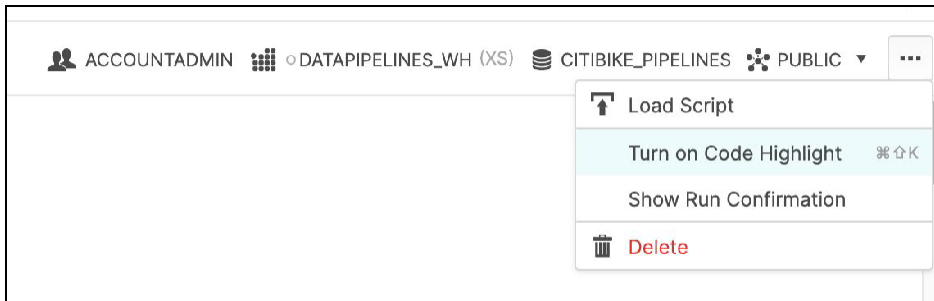 ACCOUNTADMIN DATAPIPELINES_WH (XS) CITIBIKE_PIPELINES PUBLIC ▼ ...
Load Script
Turn on Code Highlight ⌘⇧K
Show Run Confirmation
Delete